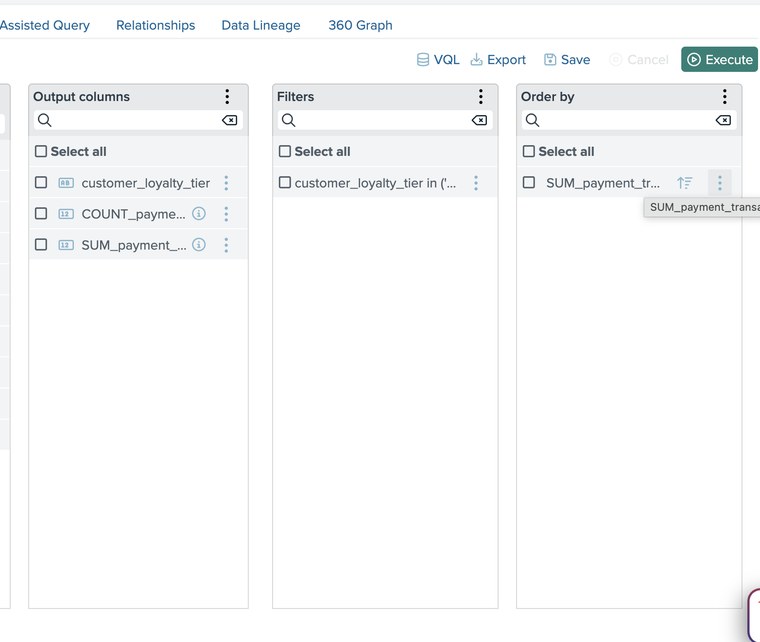 Assisted Query
Relationships
Data Lineage
360 Graph
VQL
Export
Save
Cancel
Execute
Output columns
Select all
customer_loyalty_tier
COUNT_payme...
SUM_payment_...
Filters
Select all
customer_loyalty_tier in ('...
Order by
Select all
SUM_payment_tr...
SUM_payment_transa